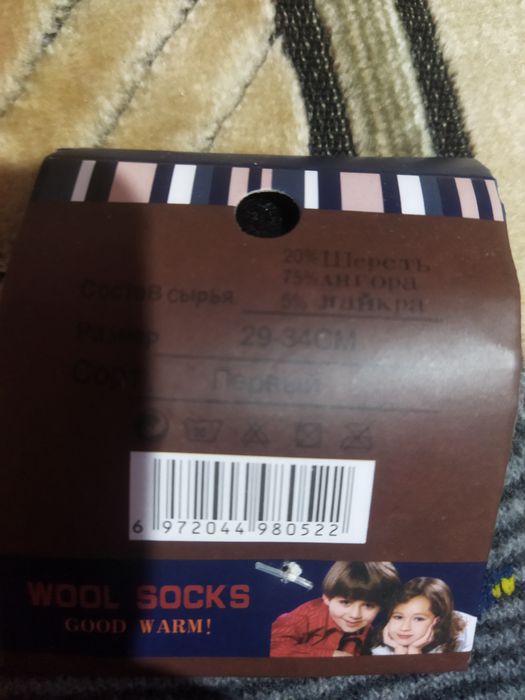 20% Шерсть
75% ангора
Состав сырья 5% лайкра
Размер 29-34CM
Сорт Первый
6 972044 980522
WOOL SOCKS
GOOD WARM!